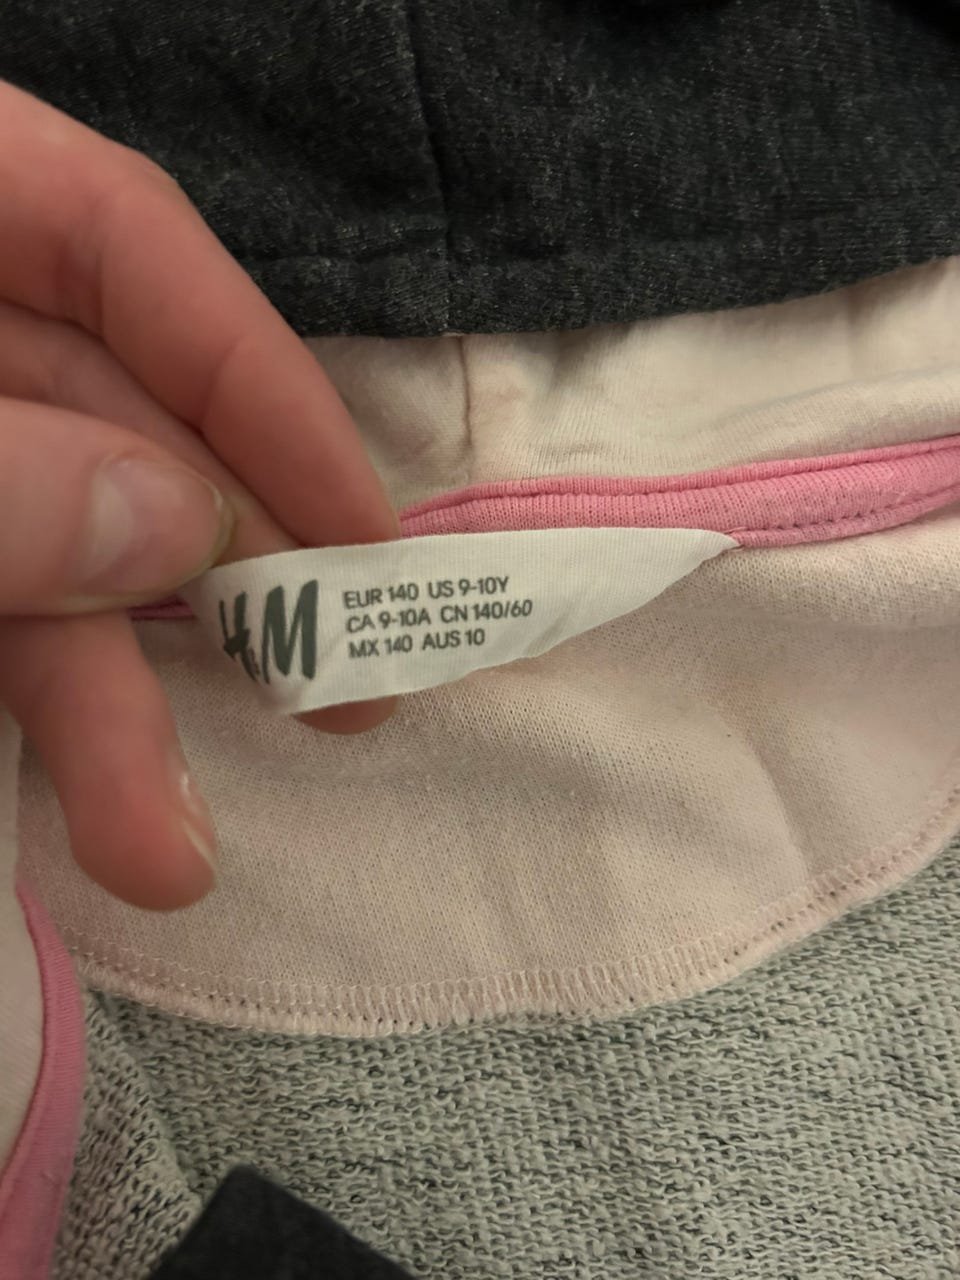 H&M
EUR 140 US 9-10Y
CA 9-10A CN 140/60
MX 140 AUS 10